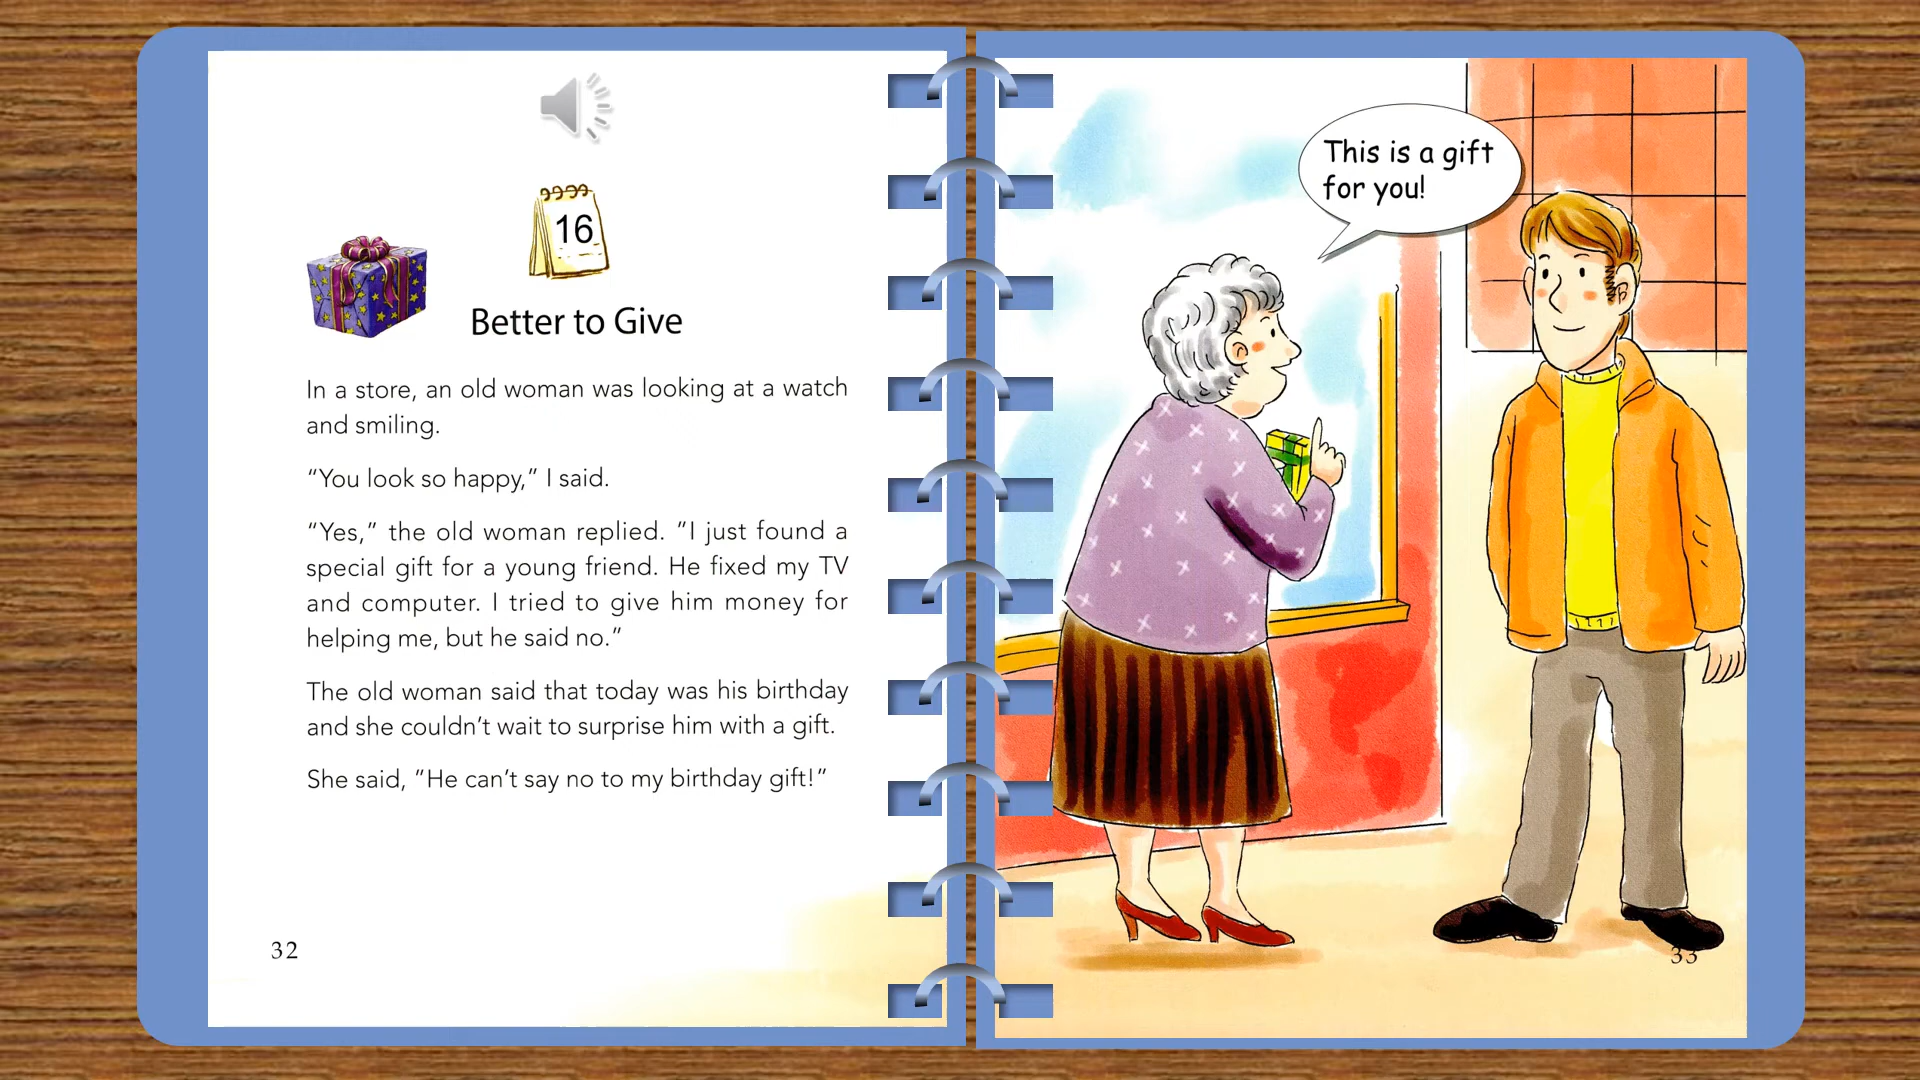 16
Better to Give
In a store, an old woman was looking at a watch
and smiling.
“You look so happy,” I said.
“Yes,” the old woman replied. “I just found a
special gift for a young friend. He fixed my TV
and computer. I tried to give him money for
helping me, but he said no.”
The old woman said that today was his birthday
and she couldn’t wait to surprise him with a gift.
She said, “He can’t say no to my birthday gift!”
32
This is a gift
for you!
33